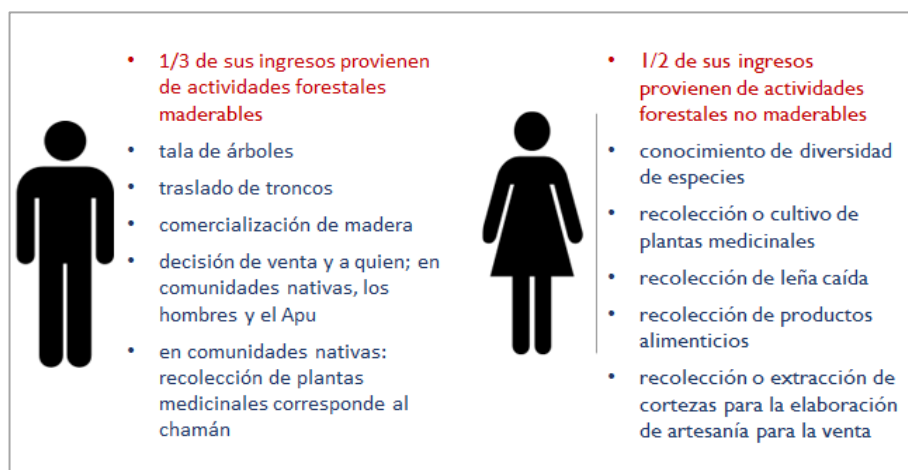 • 1/3 de sus ingresos provienen
de actividades forestales
maderables
• tala de árboles
• traslado de troncos
• comercialización de madera
• decisión de venta y a quien; en
comunidades nativas, los
hombres y el Apu
• en comunidades nativas:
recolección de plantas
medicinales corresponde al
chamán
• 1/2 de sus ingresos
provienen de actividades
forestales no maderables
• conocimiento de diversidad
de especies
• recolección o cultivo de
plantas medicinales
• recolección de leña caída
• recolección de productos
alimenticios
• recolección o extracción de
cortezas para la elaboración
de artesanía para la venta